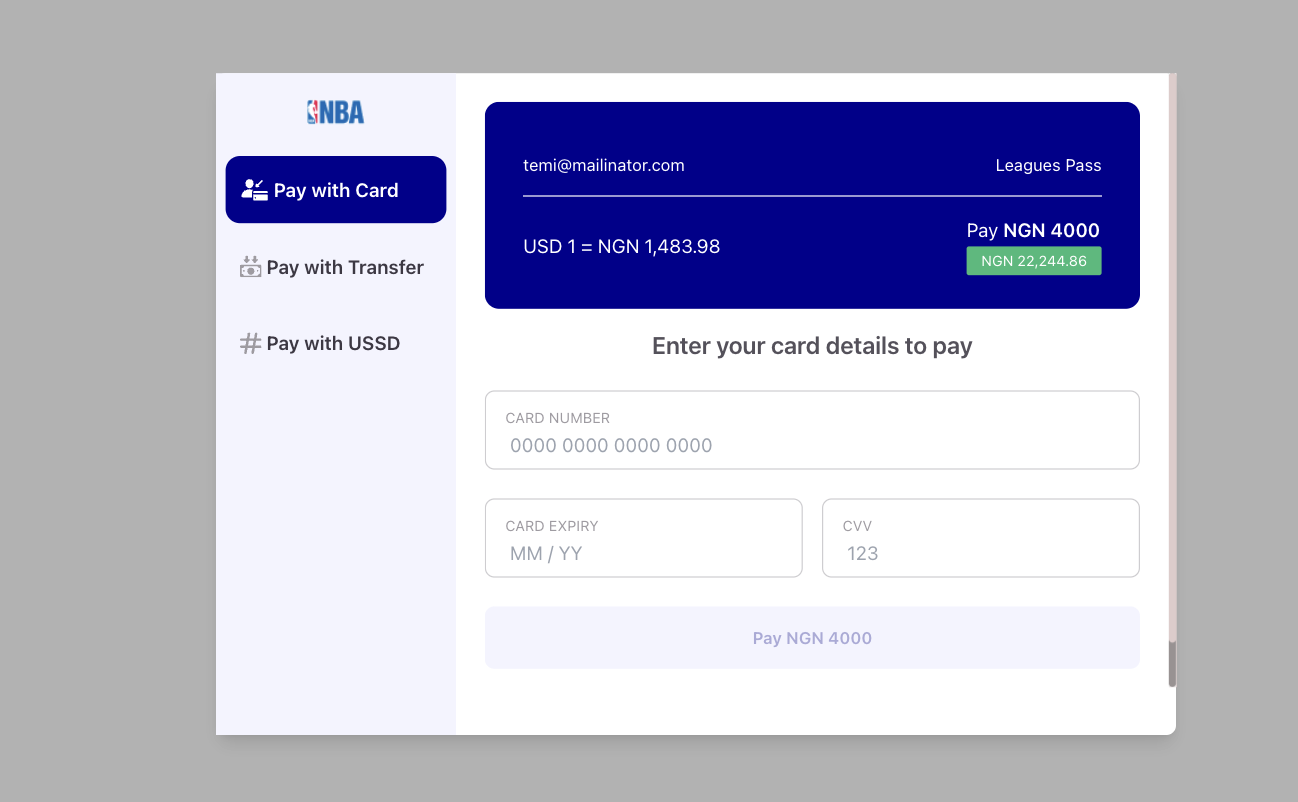 NBA
Pay with Card
Pay with Transfer
Pay with USSD
temi@mailinator.com
Leagues Pass
USD 1 = NGN 1,483.98
Pay NGN 4000
NGN 22,244.86
Enter your card details to pay
CARD NUMBER
0000 0000 0000 0000
CARD EXPIRY
MM / YY
CVV
123
Pay NGN 4000